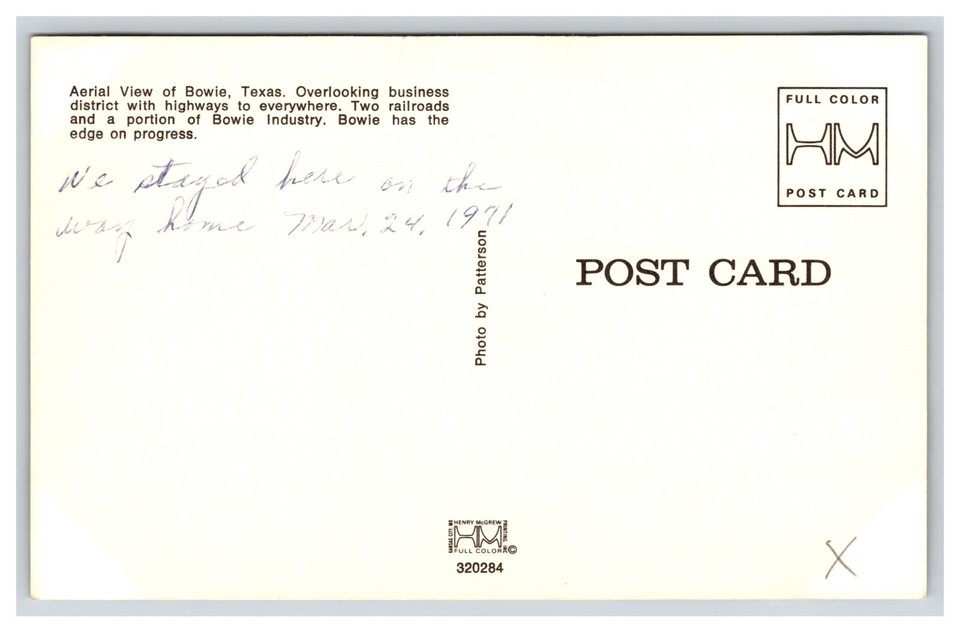 Aerial View of Bowie, Texas. Overlooking business
district with highways to everywhere. Two railroads
and a portion of Bowie Industry. Bowie has the
edge on progress.
We stayed here on the
way home Mar. 24, 1971
Photo by Patterson
FULL COLOR
HM
POST CARD
POST CARD
HENRY McGREW
PRINTING, INC.
HM
FULL COLOR ©
320284
X